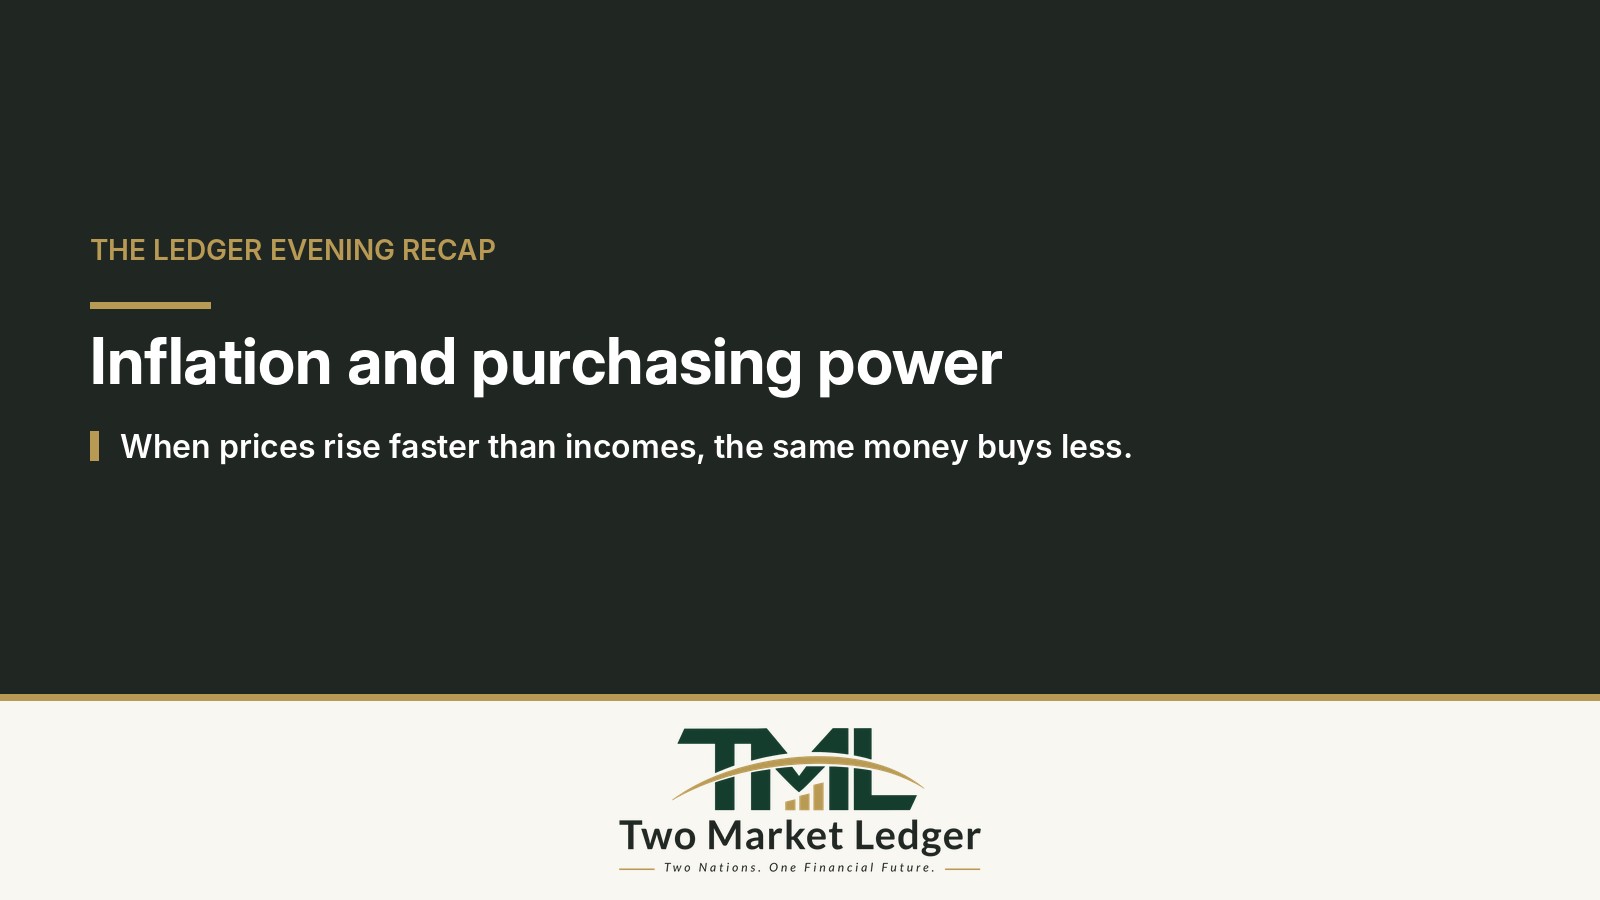 THE LEDGER EVENING RECAP
Inflation and purchasing power
When prices rise faster than incomes, the same money buys less.
TML
Two Market Ledger
Two Nations. One Financial Future.